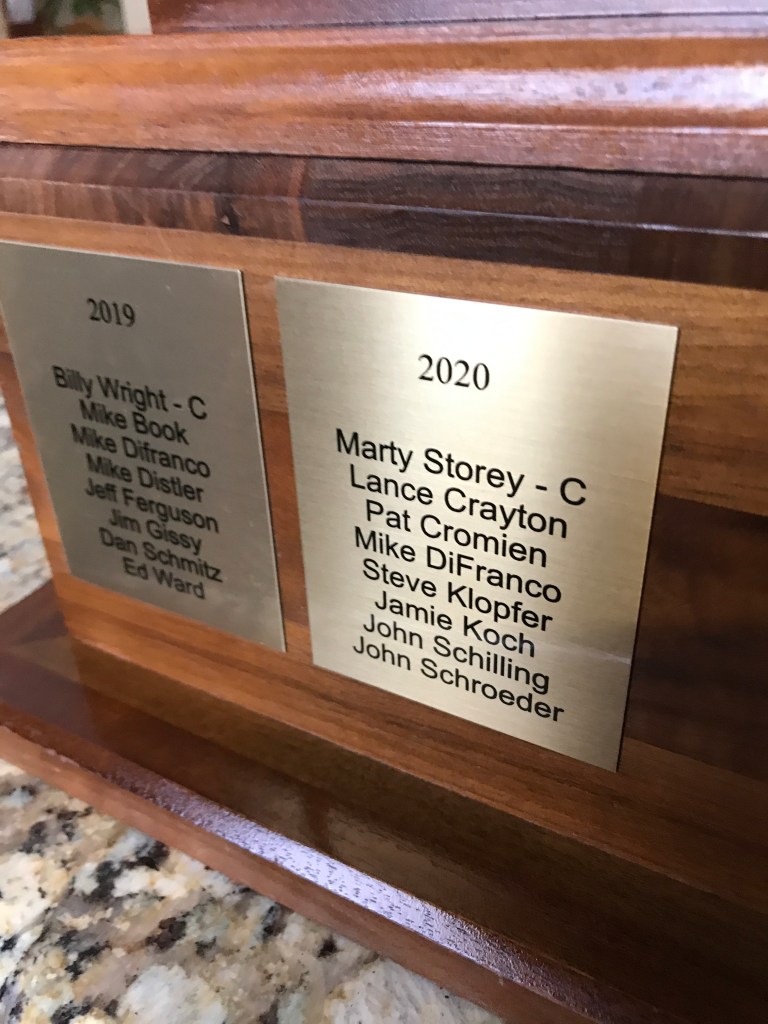 2019
Billy Wright - C
Mike Book
Mike Difranco
Mike Distler
Jeff Ferguson
Jim Gissy
Dan Schmitz
Ed Ward
2020
Marty Storey - C
Lance Crayton
Pat Cromien
Mike DiFranco
Steve Klopfer
Jamie Koch
John Schilling
John Schroeder